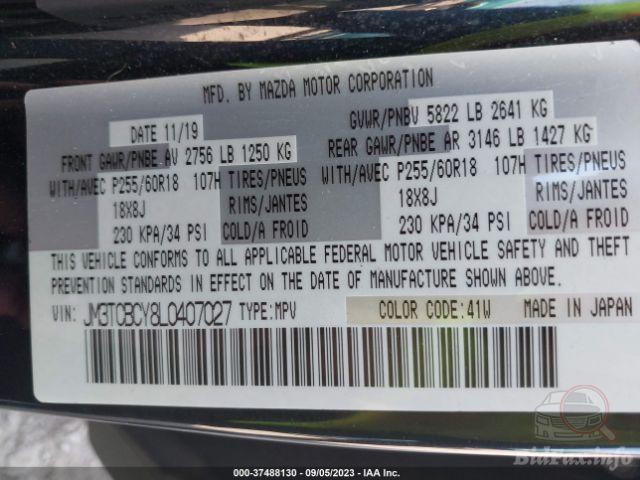 MFD. BY MAZDA MOTOR CORPORATION
DATE 11/19
GVWR/PNBV 5822 LB 2641 KG
FRONT GAWR/PNBE AV 2756 LB 1250 KG
REAR GAWR/PNBE AR 3146 LB 1427 KG
WITH/AVEC P255/60R18 107H TIRES/PNEUS
WITH/AVEC P255/60R18 107H TIRES/PNEUS
18X8J RIMS/JANTES
18X8J RIMS/JANTES
230 KPA/34 PSI COLD/A FROID
230 KPA/34 PSI COLD/A FROID
THIS VEHICLE CONFORMS TO ALL APPLICABLE FEDERAL MOTOR VEHICLE SAFETY AND THEFT
PREVENTION STANDARDS IN EFFECT ON THE DATE OF MANUFACTURE SHOWN ABOVE.
VIN: JM3TCBCY8L0407027 TYPE:MPV COLOR CODE:41W MADE IN JAPAN
000-37488130 - 09/05/2023 - IAA Inc.
BidFax.info